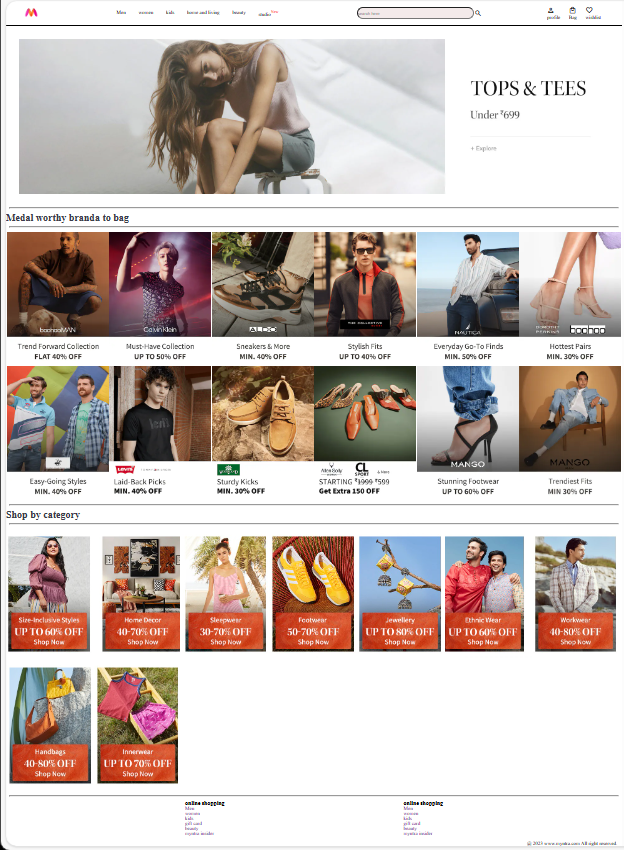 Men women kids home and living beauty studio New
search here
profile Bag wishlist
TOPS & TEES
Under ₹699
+ Explore
Medal worthy branda to bag
boohooMAN
Calvin Klein
ALDO
THE COLLECTIVE
NAUTICA
DOROTHY PERKINS boohoo
Trend Forward Collection
FLAT 40% OFF
Must-Have Collection
UP TO 50% OFF
Sneakers & More
MIN. 40% OFF
Stylish Fits
UP TO 40% OFF
Everyday Go-To Finds
MIN. 50% OFF
Hottest Pairs
MIN. 30% OFF
Levi's
WOODLAND
CL SPORT
& More
MANGO
MANGO
Easy-Going Styles
MIN. 40% OFF
Laid-Back Picks
MIN. 40% OFF
Sturdy Kicks
MIN. 30% OFF
STARTING ₹1999 ₹599
Get Extra 150 OFF
Stunning Footwear
UP TO 60% OFF
Trendiest Fits
MIN 30% OFF
Shop by category
Size-Inclusive Styles
UP TO 60% OFF
Shop Now
Home Decor
40-70% OFF
Shop Now
Sleepwear
30-70% OFF
Shop Now
Footwear
50-70% OFF
Shop Now
Jewellery
UP TO 80% OFF
Shop Now
Ethnic Wear
UP TO 60% OFF
Shop Now
Workwear
40-80% OFF
Shop Now
Handbags
40-80% OFF
Shop Now
Innerwear
UP TO 70% OFF
Shop Now
online shopping
Men
women
kids
gift card
beauty
myntra insider
online shopping
Men
women
kids
gift card
beauty
myntra insider
© 2023 www.myntra.com All right reserved